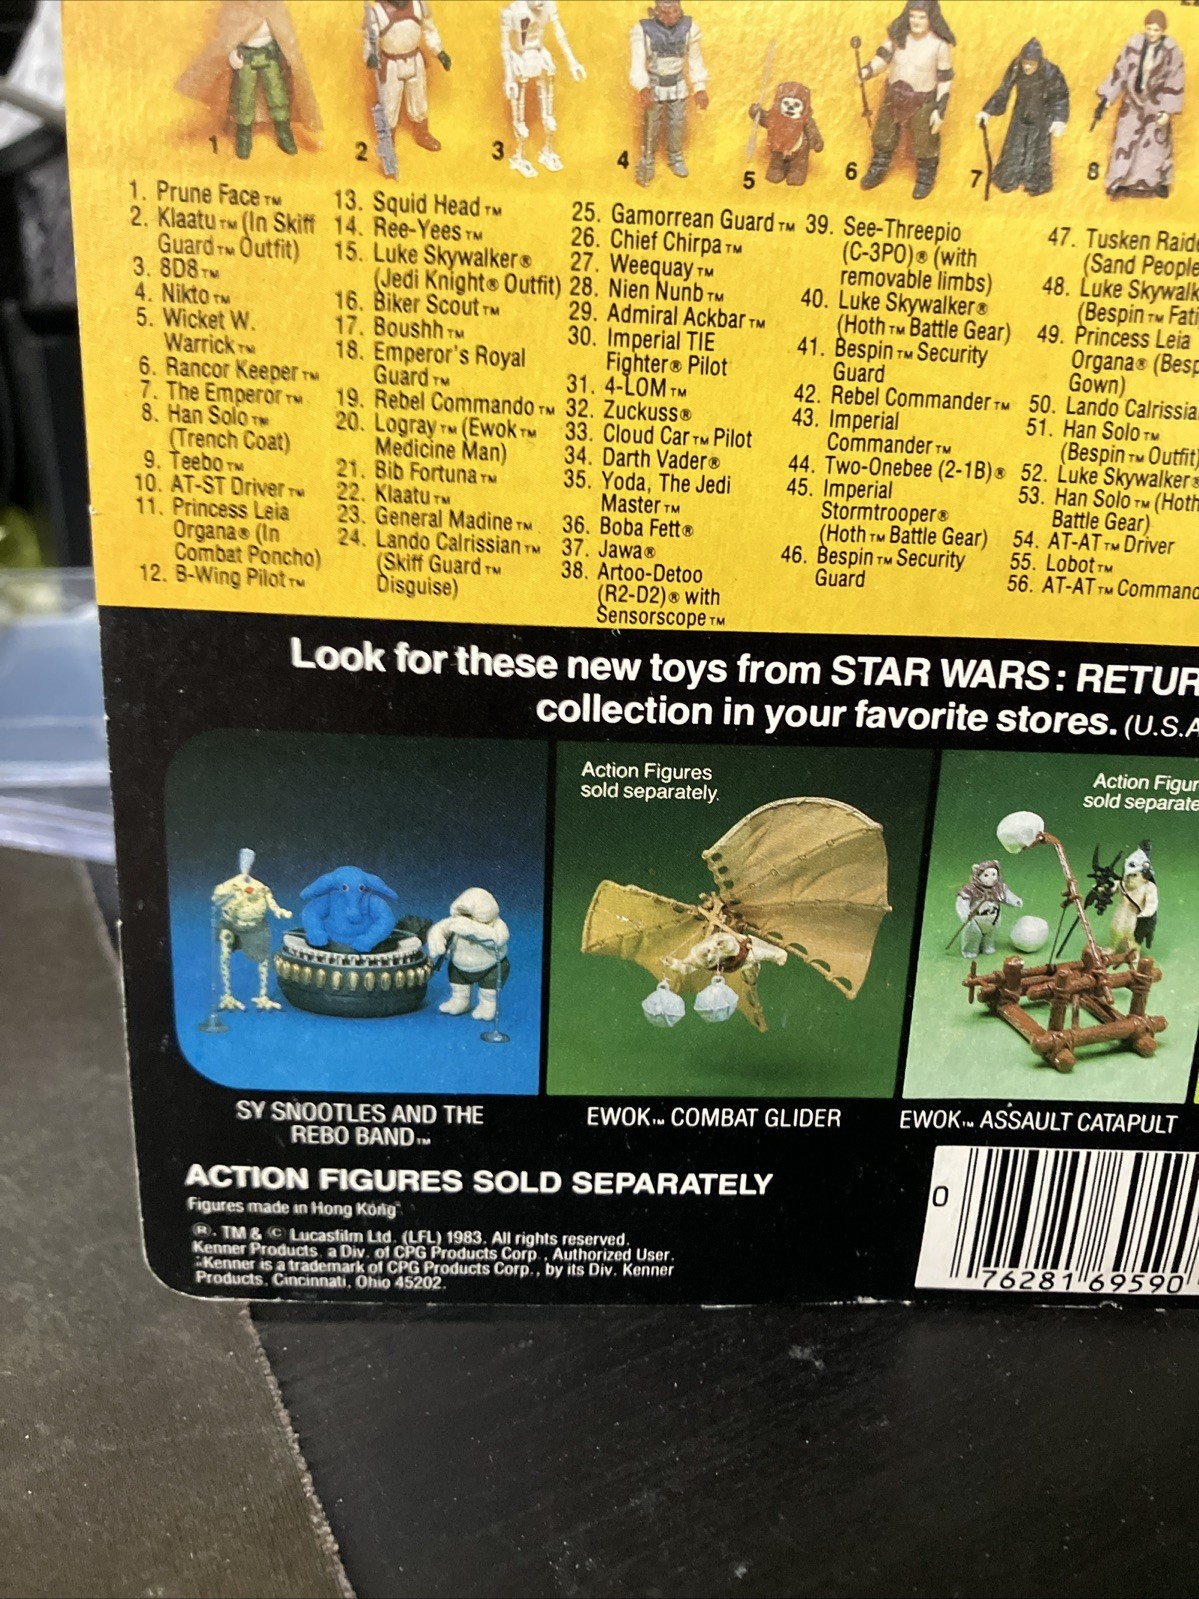 1
2
3
4
5
6
7
8
1. Prune Face™
2. Klaatu™ (In Skiff
Guard™ Outfit)
3. 8D8™
4. Nikto™
5. Wicket W.
Warrick™
6. Rancor Keeper™
7. The Emperor™
8. Han Solo™
(Trench Coat)
9. Teebo™
10. AT-ST Driver™
11. Princess Leia
Organa® (In
Combat Poncho)
12. B-Wing Pilot™
13. Squid Head™
14. Ree-Yees™
15. Luke Skywalker®
(Jedi Knight® Outfit)
16. Biker Scout™
17. Boushh™
18. Emperor's Royal
Guard™
19. Rebel Commando™
20. Logray™ (Ewok™
Medicine Man)
21. Bib Fortuna™
22. Klaatu™
23. General Madine™
24. Lando Calrissian™
(Skiff Guard™
Disguise)
25. Gamorrean Guard™
26. Chief Chirpa™
27. Weequay™
28. Nien Nunb™
29. Admiral Ackbar™
30. Imperial TIE
Fighter® Pilot
31. 4-LOM™
32. Zuckuss®
33. Cloud Car™ Pilot
34. Darth Vader®
35. Yoda, The Jedi
Master™
36. Boba Fett®
37. Jawa®
38. Artoo-Detoo
(R2-D2)® with
Sensorscope™
39. See-Threepio
(C-3PO)® (with
removable limbs)
40. Luke Skywalker®
(Hoth™ Battle Gear)
41. Bespin™ Security
Guard
42. Rebel Commander™
43. Imperial
Commander™
44. Two-Onebee (2-1B)®
45. Imperial
Stormtrooper®
(Hoth™ Battle Gear)
46. Bespin™ Security
Guard
47. Tusken Raide
(Sand People
48. Luke Skywalk
(Bespin™ Fati
49. Princess Leia
Organa® (Besp
Gown)
50. Lando Calrissia
51. Han Solo™
(Bespin™ Outfit)
52. Luke Skywalker®
53. Han Solo™ (Hoth
Battle Gear)
54. AT-AT™ Driver
55. Lobot™
56. AT-AT™ Command
Look for these new toys from STAR WARS: RETUR
collection in your favorite stores. (U.S.A
Action Figures
sold separately.
Action Figur
sold separate
SY SNOOTLES AND THE
REBO BAND™
EWOK™ COMBAT GLIDER
EWOK™ ASSAULT CATAPULT
ACTION FIGURES SOLD SEPARATELY
Figures made in Hong Kong
®, TM & © Lucasfilm Ltd. (LFL) 1983. All rights reserved.
Kenner Products, a Div. of CPG Products Corp., Authorized User.
*Kenner is a trademark of CPG Products Corp., by its Div. Kenner
Products, Cincinnati, Ohio 45202.
0 76281 69590